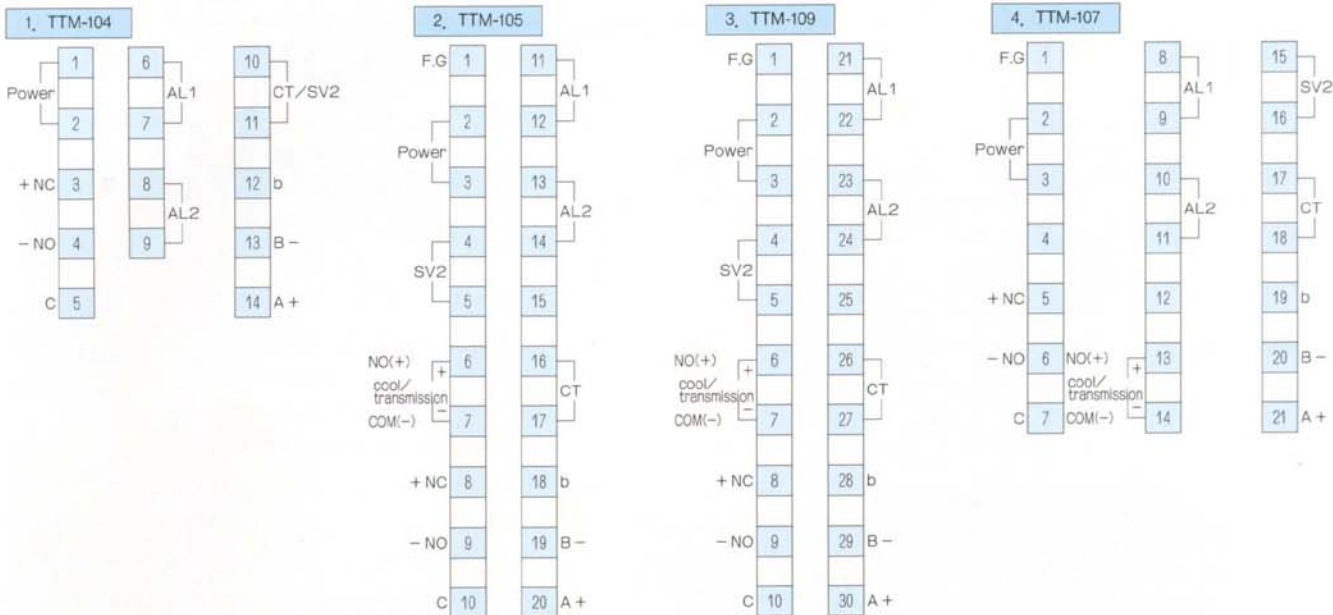 1. TTM-104
2. TTM-105
3. TTM-109
4. TTM-107
1 6 10
Power AL1 CT/SV2
2 7 11
+ NC 3 8 12 b
AL2
- NO 4 9 13 B -
C 5 14 A +
F.G 1 11
AL1
2 12
Power
3 13
AL2
4 14
SV2
5 15
NO(+) 6 16
+
cool/
transmission CT
-
COM(-) 7 17
+ NC 8 18 b
- NO 9 19 B -
C 10 20 A +
F.G 1 21
AL1
2 22
Power
3 23
AL2
4 24
SV2
5 25
NO(+) 6 26
+
cool/
transmission CT
-
COM(-) 7 27
+ NC 8 28 b
- NO 9 29 B -
C 10 30 A +
F.G 1 8 15
AL1 SV2
2 9 16
Power
3 10 17
AL2 CT
4 11 18
+ NC 5 12 19 b
- NO 6 NO(+) 13 20 B -
+
cool/
transmission
-
C 7 COM(-) 14 21 A +